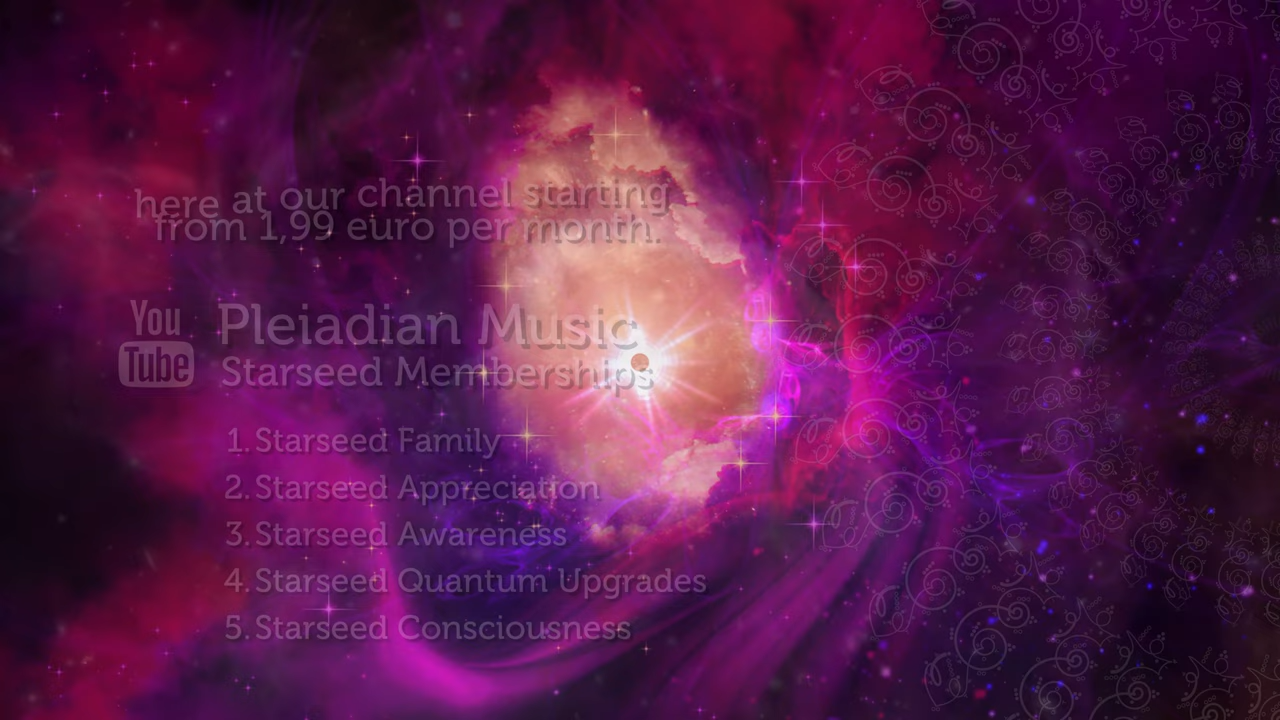 here at our channel starting
from 1,99 euro per month.
You
Tube
Pleiadian Music
Starseed Memberships
1. Starseed Family
2. Starseed Appreciation
3. Starseed Awareness
4. Starseed Quantum Upgrades
5. Starseed Consciousness